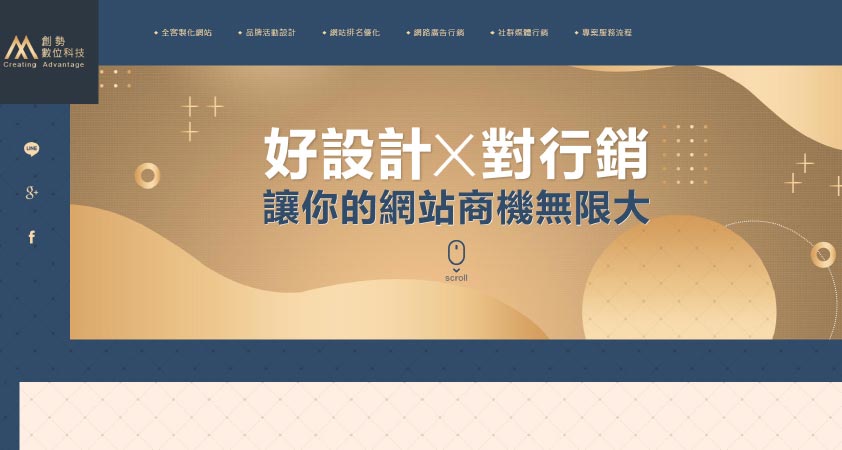 創勢
數位科技
Creating Advantage
全客製化網站
品牌活動設計
網站排名優化
網路廣告行銷
社群媒體行銷
專案服務流程
LINE
g+
f
好設計×對行銷
讓你的網站商機無限大
scroll